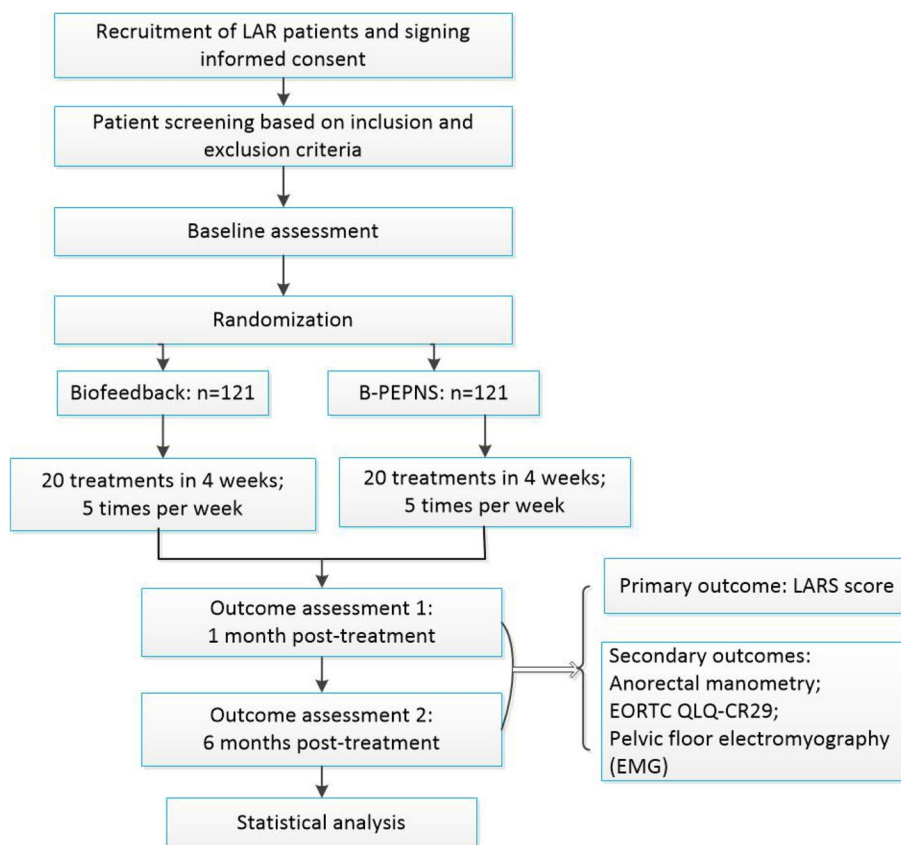 Recruitment of LAR patients and signing
informed consent
Patient screening based on inclusion and
exclusion criteria
Baseline assessment
Randomization
Biofeedback: n=121
B-PEPNS: n=121
20 treatments in 4 weeks;
5 times per week
20 treatments in 4 weeks;
5 times per week
Outcome assessment 1:
1 month post-treatment
Outcome assessment 2:
6 months post-treatment
Primary outcome: LARS score
Secondary outcomes:
Anorectal manometry;
EORTC QLQ-CR29;
Pelvic floor electromyography
(EMG)
Statistical analysis